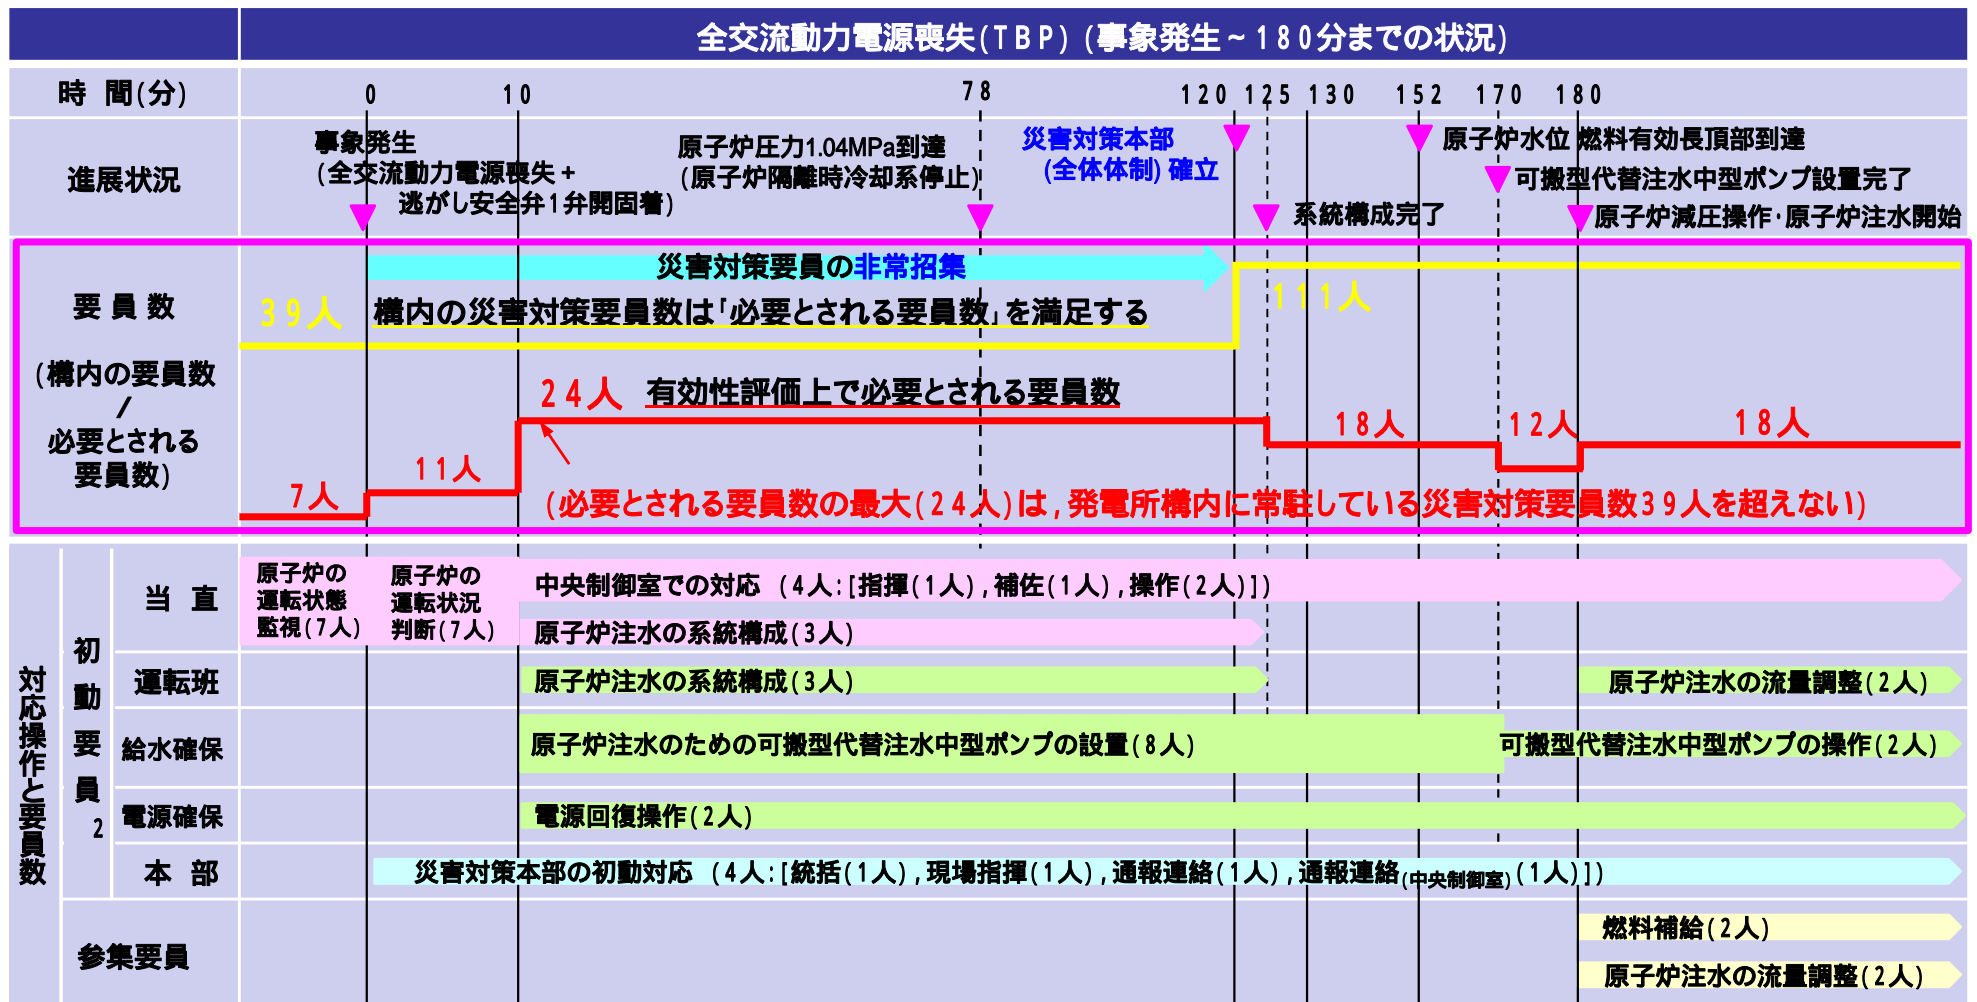 全交流動力電源喪失(TBP) (事象発生～180分までの状況)
時 間(分)
0 10 78 120 125 130 152 170 180
進展状況
事象発生
(全交流動力電源喪失+
逃がし安全弁1弁開固着)
原子炉圧力1.04MPa到達
(原子炉隔離時冷却系停止)
災害対策本部
(全体体制) 確立
系統構成完了
原子炉水位 燃料有効長頂部到達
可搬型代替注水中型ポンプ設置完了
原子炉減圧操作・原子炉注水開始
要 員 数
(構内の要員数
/
必要とされる
要員数)
災害対策要員の非常招集
39人
構内の災害対策要員数は「必要とされる要員数」を満足する
111人
24人 有効性評価上で必要とされる要員数
7人
11人
18人
12人
18人
(必要とされる要員数の最大(24人)は,発電所構内に常駐している災害対策要員数39人を超えない)
対応操作と要員数
初動要員2
当 直
原子炉の
運転状態
監視(7人)
原子炉の
運転状況
判断(7人)
中央制御室での対応 (4人:[指揮(1人),補佐(1人),操作(2人)])
原子炉注水の系統構成(3人)
運転班
原子炉注水の系統構成(3人)
原子炉注水の流量調整(2人)
給水確保
原子炉注水のための可搬型代替注水中型ポンプの設置(8人)
可搬型代替注水中型ポンプの操作(2人)
電源確保
電源回復操作(2人)
本 部
災害対策本部の初動対応 (4人:[統括(1人),現場指揮(1人),通報連絡(1人),通報連絡(中央制御室)(1人)])
参集要員
燃料補給(2人)
原子炉注水の流量調整(2人)